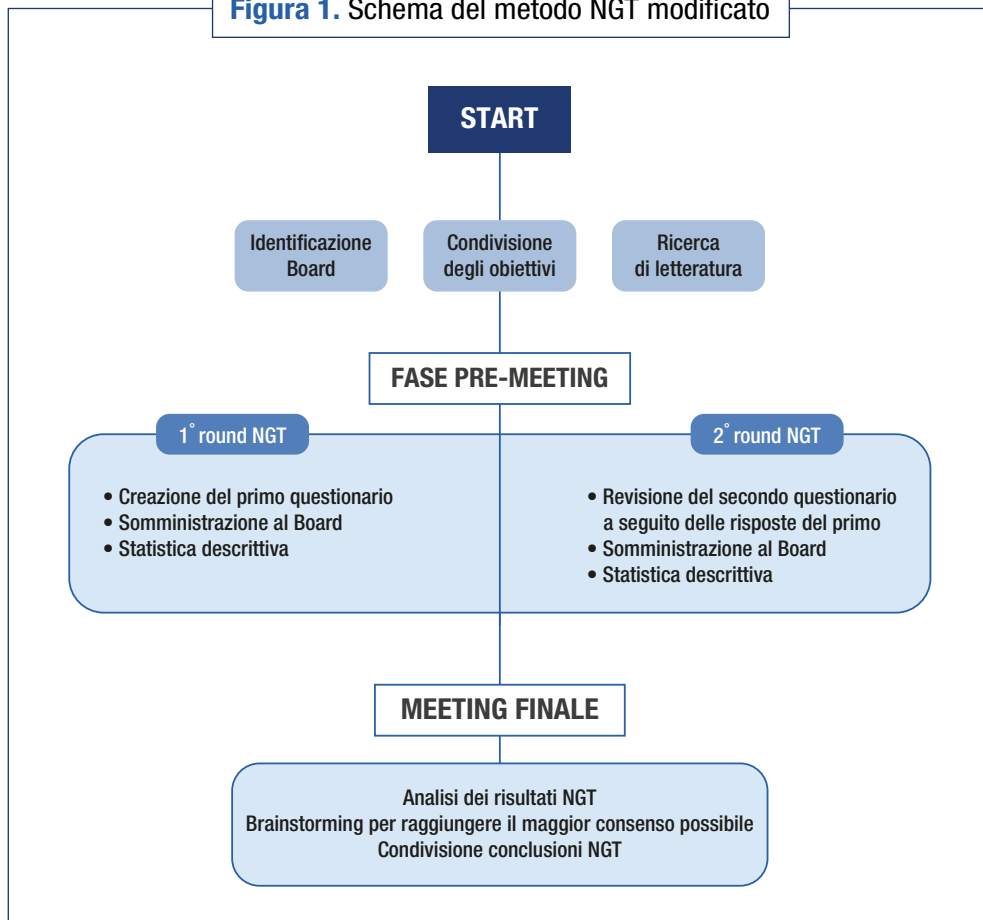 Figura 1. Schema del metodo NGT modificato
START
Identificazione
Board
Condivisione
degli obiettivi
Ricerca
di letteratura
FASE PRE-MEETING
1° round NGT
• Creazione del primo questionario
• Somministrazione al Board
• Statistica descrittiva
2° round NGT
• Revisione del secondo questionario
a seguito delle risposte del primo
• Somministrazione al Board
• Statistica descrittiva
MEETING FINALE
Analisi dei risultati NGT
Brainstorming per raggiungere il maggior consenso possibile
Condivisione conclusioni NGT